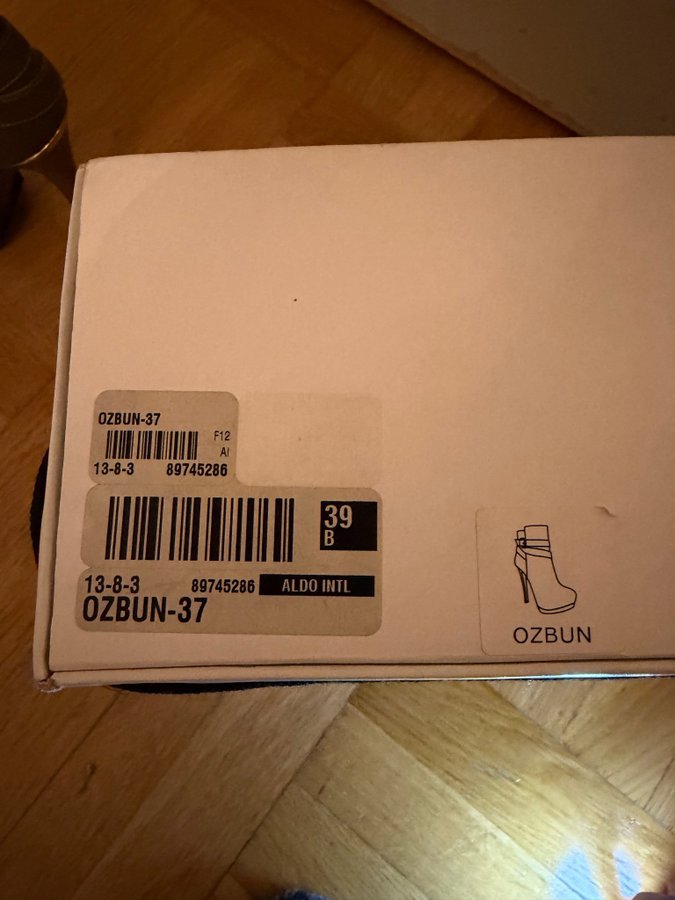 OZBUN-37
F12
AI
13-8-3 89745286
39
B
13-8-3 89745286 ALDO INTL
OZBUN-37
OZBUN